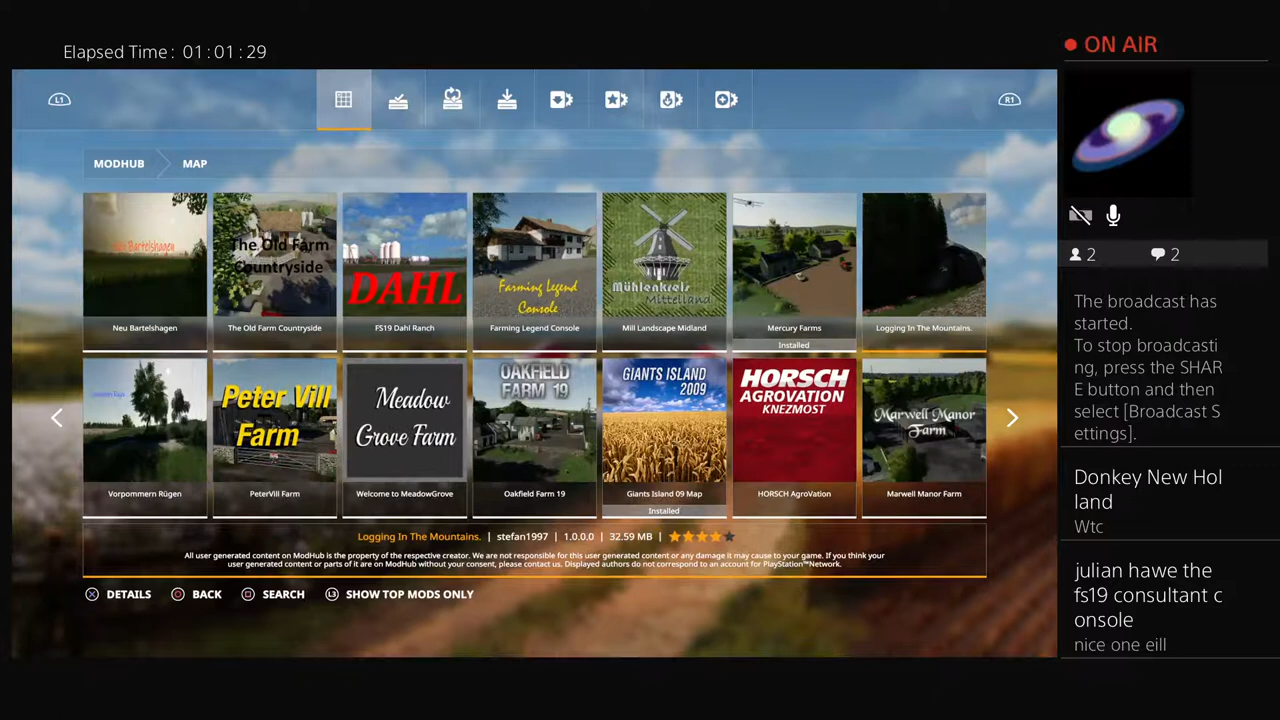 Elapsed Time: 01:01:29
ON AIR
L1
R1
MODHUB
MAP
Neu Bartelshagen
The Old Farm
Countryside
DAHL
Farming Legend
Console
Mühlenkreis
Mittelland
Neu Bartelshagen
The Old Farm Countryside
FS19 Dahl Ranch
Farming Legend Console
Mill Landscape Midland
Mercury Farms
Logging In The Mountains.
Installed
Peter Vill
Farm
Meadow
Grove Farm
OAKFIELD
FARM 19
GIANTS ISLAND
2009
HORSCH
AGROVATION
KNEZMOST
Marwell Manor
Farm
Vorpommern Rügen
PeterVill Farm
Welcome to MeadowGrove
Oakfield Farm 19
Giants Island 09 Map
HORSCH AgroVation
Marwell Manor Farm
Installed
Logging In The Mountains. | stefan1997 | 1.0.0.0 | 32.59 MB |
All user generated content on ModHub is the property of the respective creator. We are not responsible for this user generated content or any damage it may cause to your game. If you think your
user generated content or parts of it are on ModHub without your consent, please contact us. Displayed authors do not correspond to an account for PlayStation™Network.
DETAILS
BACK
SEARCH
L3 SHOW TOP MODS ONLY
2
2
The broadcast has
started.
To stop broadcasti
ng, press the SHAR
E button and then
select [Broadcast S
ettings].
Donkey New Hol
land
Wtc
julian hawe the
fs19 consultant c
onsole
nice one eill